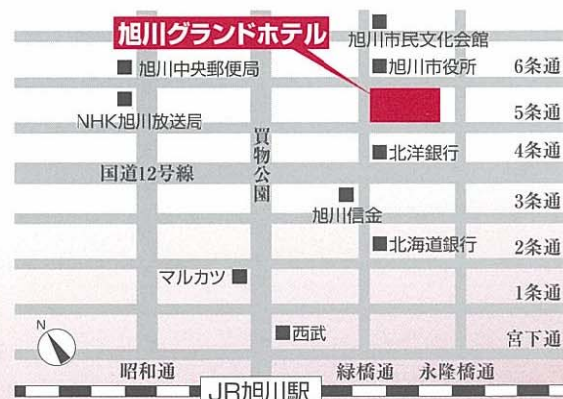 旭川グランドホテル
旭川市民文化会館
旭川中央郵便局
旭川市役所
6条通
NHK旭川放送局
5条通
買物公園
北洋銀行
4条通
国道12号線
旭川信金
3条通
北海道銀行
2条通
マルカツ
1条通
西武
宮下通
N
昭和通
緑橋通
永隆橋通
JR旭川駅